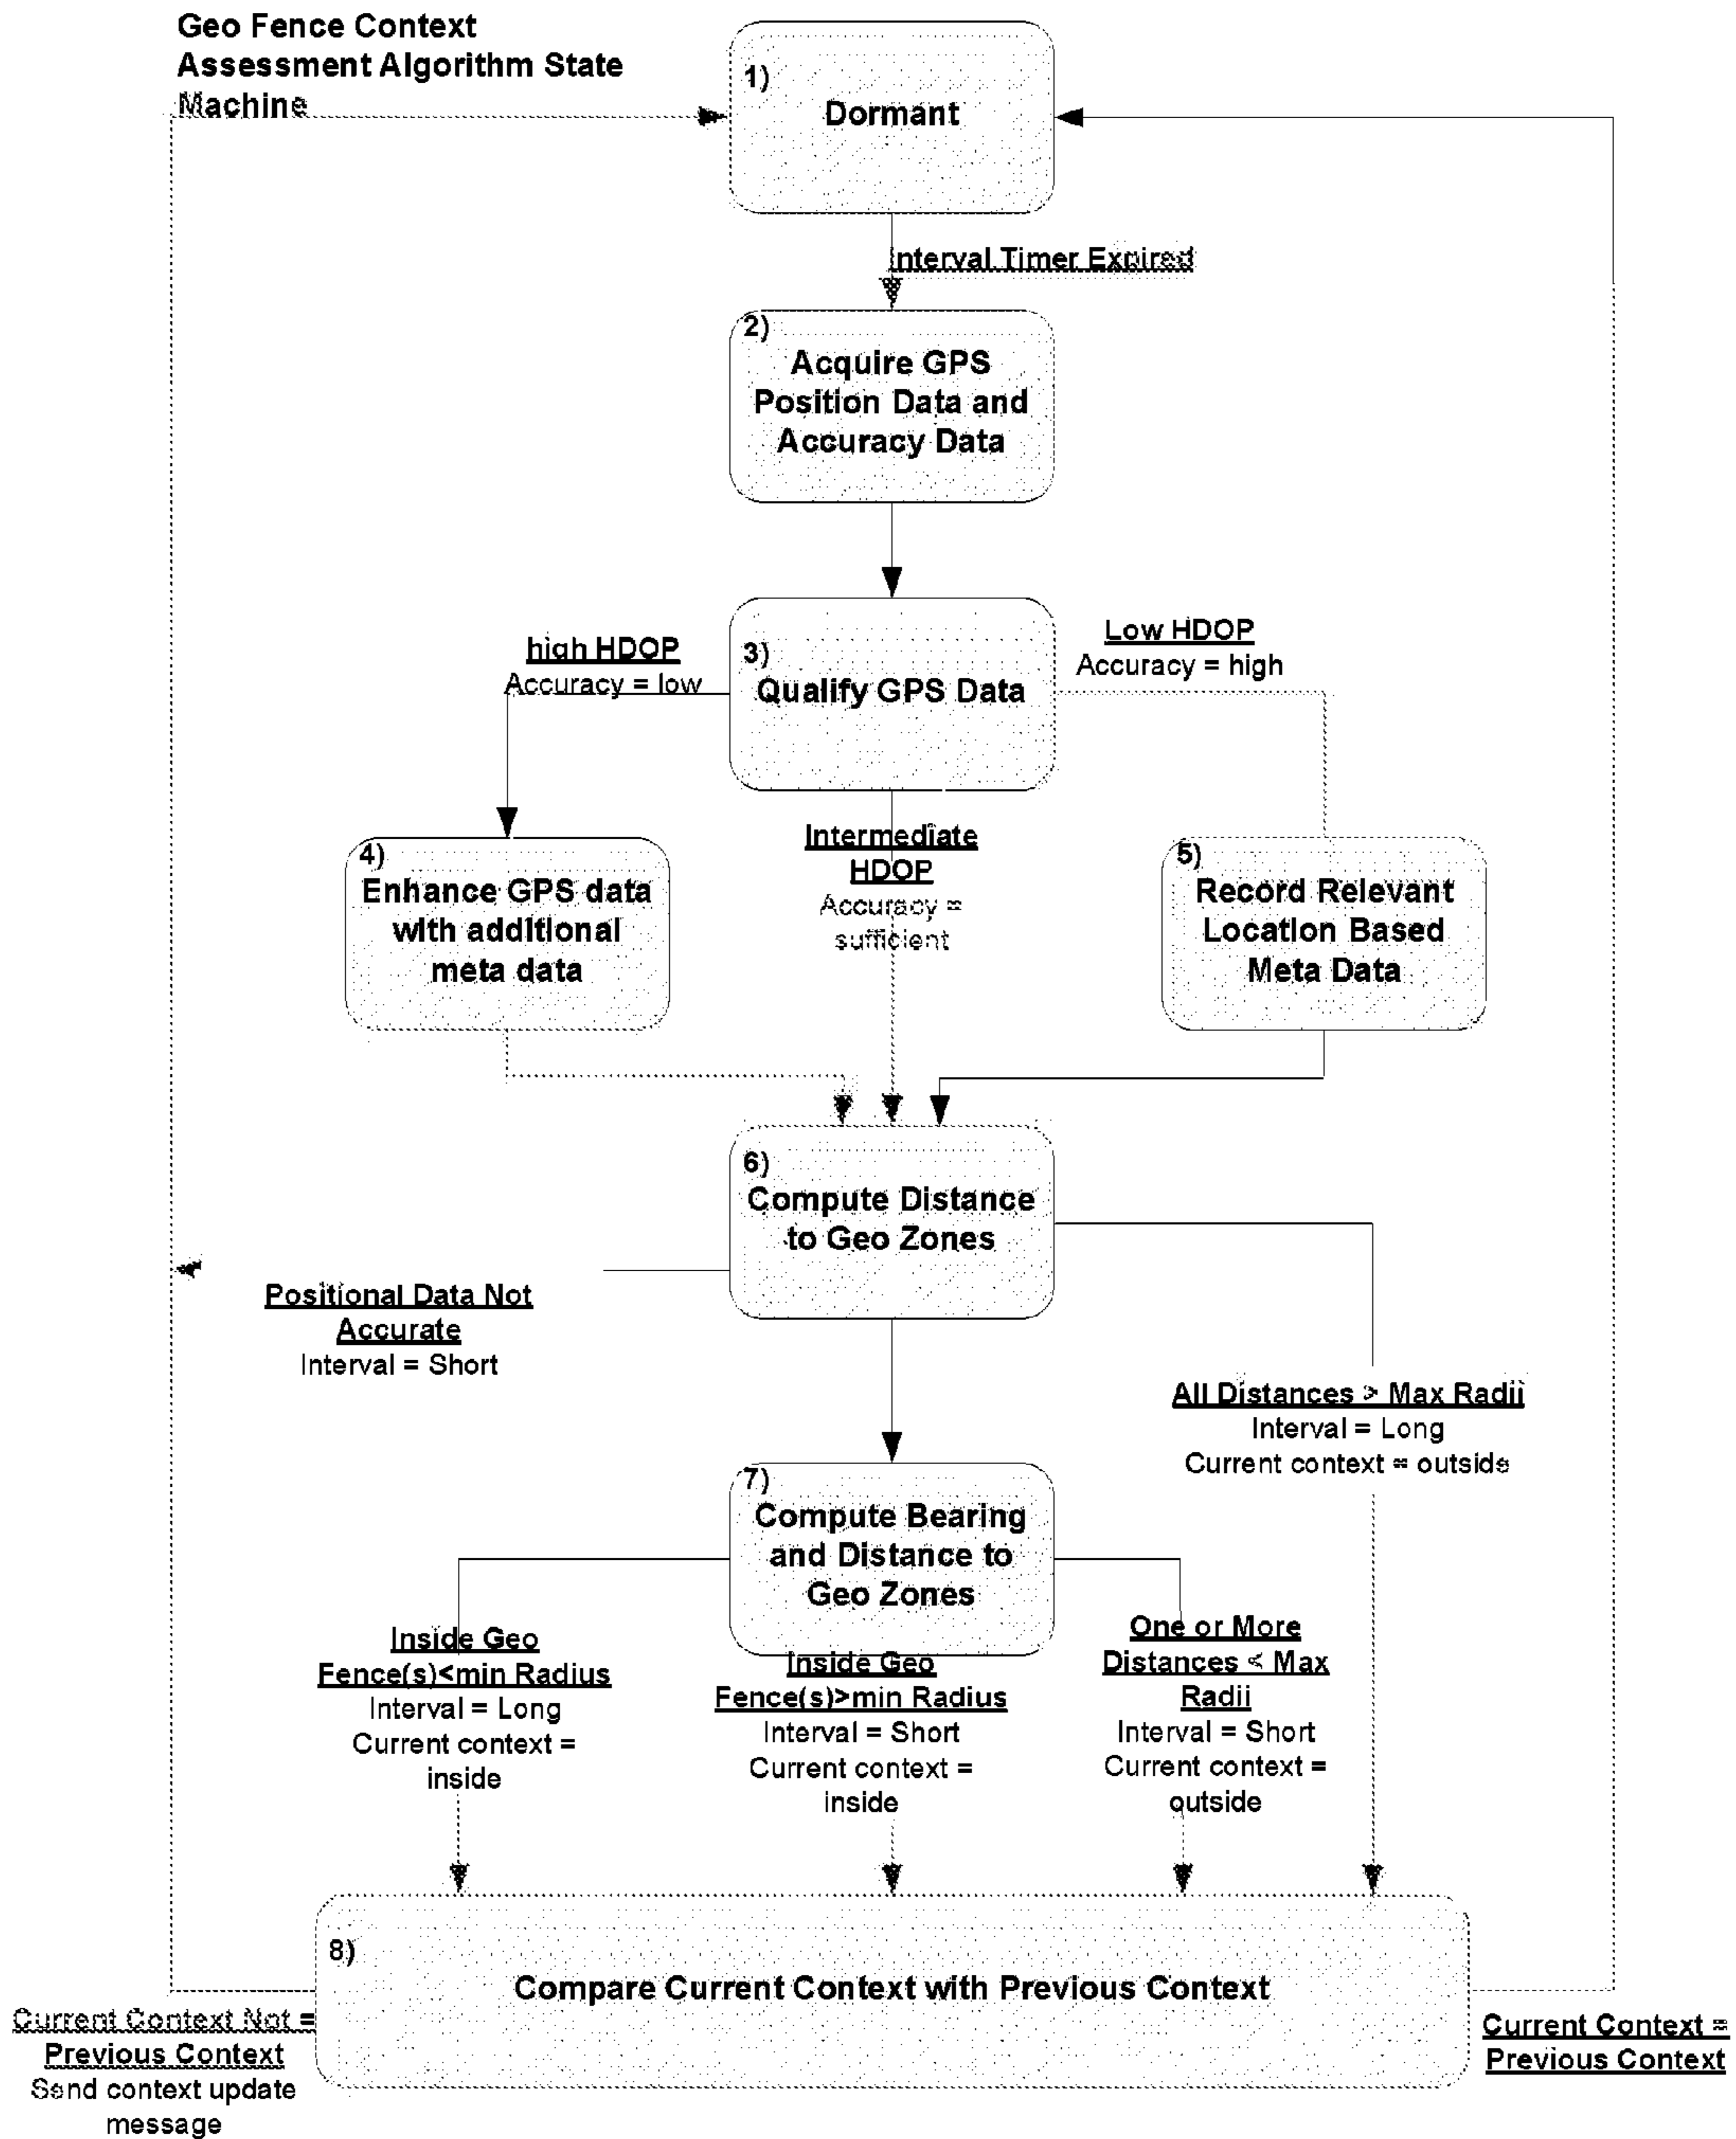 Geo Fence Context
Assessment Algorithm State
Machine
1)
Dormant
Interval Timer Expired
2)
Acquire GPS
Position Data and
Accuracy Data
high HDOP
Accuracy = low
3)
Qualify GPS Data
Low HDOP
Accuracy = high
Intermediate
HDOP
Accuracy =
sufficient
4)
Enhance GPS data
with additional
meta data
5)
Record Relevant
Location Based
Meta Data
6)
Compute Distance
to Geo Zones
Positional Data Not
Accurate
Interval = Short
All Distances > Max Radii
Interval = Long
Current context = outside
7)
Compute Bearing
and Distance to
Geo Zones
Inside Geo
Fence(s)<min Radius
Interval = Long
Current context =
inside
Inside Geo
Fence(s)>min Radius
Interval = Short
Current context =
inside
One or More
Distances < Max
Radii
Interval = Short
Current context =
outside
8)
Compare Current Context with Previous Context
Current Context Not =
Previous Context
Send context update
message
Current Context =
Previous Context